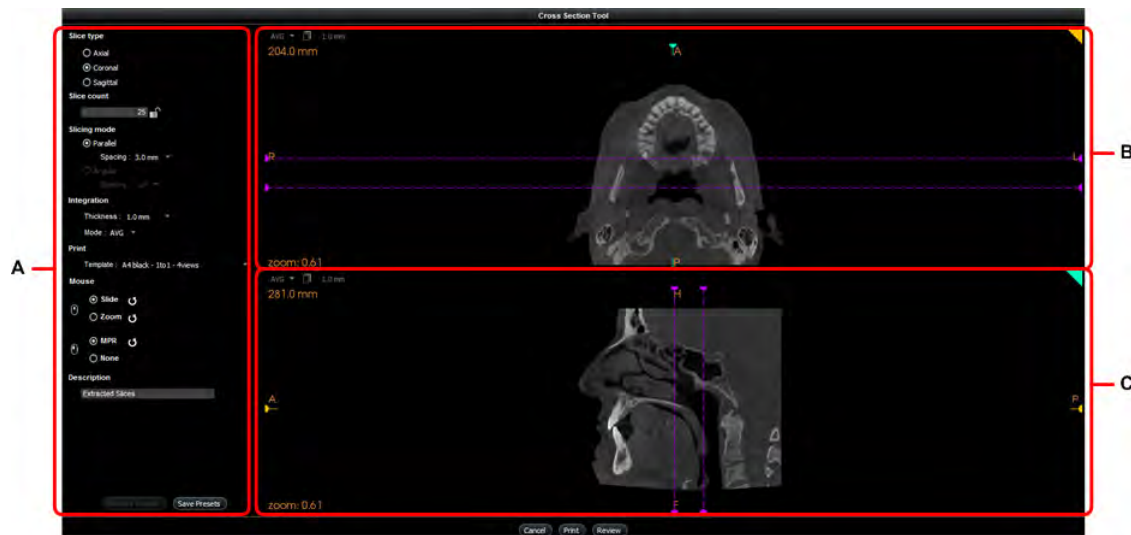 Cross Section Tool
A
Slice type
Axial
Coronal
Sagittal
Slice count
25
Slicing mode
Parallel
Spacing : 3.0 mm
Angular
Integration
Thickness : 1.0 mm
Mode : AVG
Print
Template : A4 black - 1to1 - 4views
Mouse
Slide
Zoom
MPR
None
Description
Extracted Slices
Save Presets
AVG 1.0 mm
204.0 mm
A
R
L
P
zoom: 0.61
B
AVG 1.0 mm
281.0 mm
H
A
P
F
zoom: 0.61
C
Cancel
Print
Review